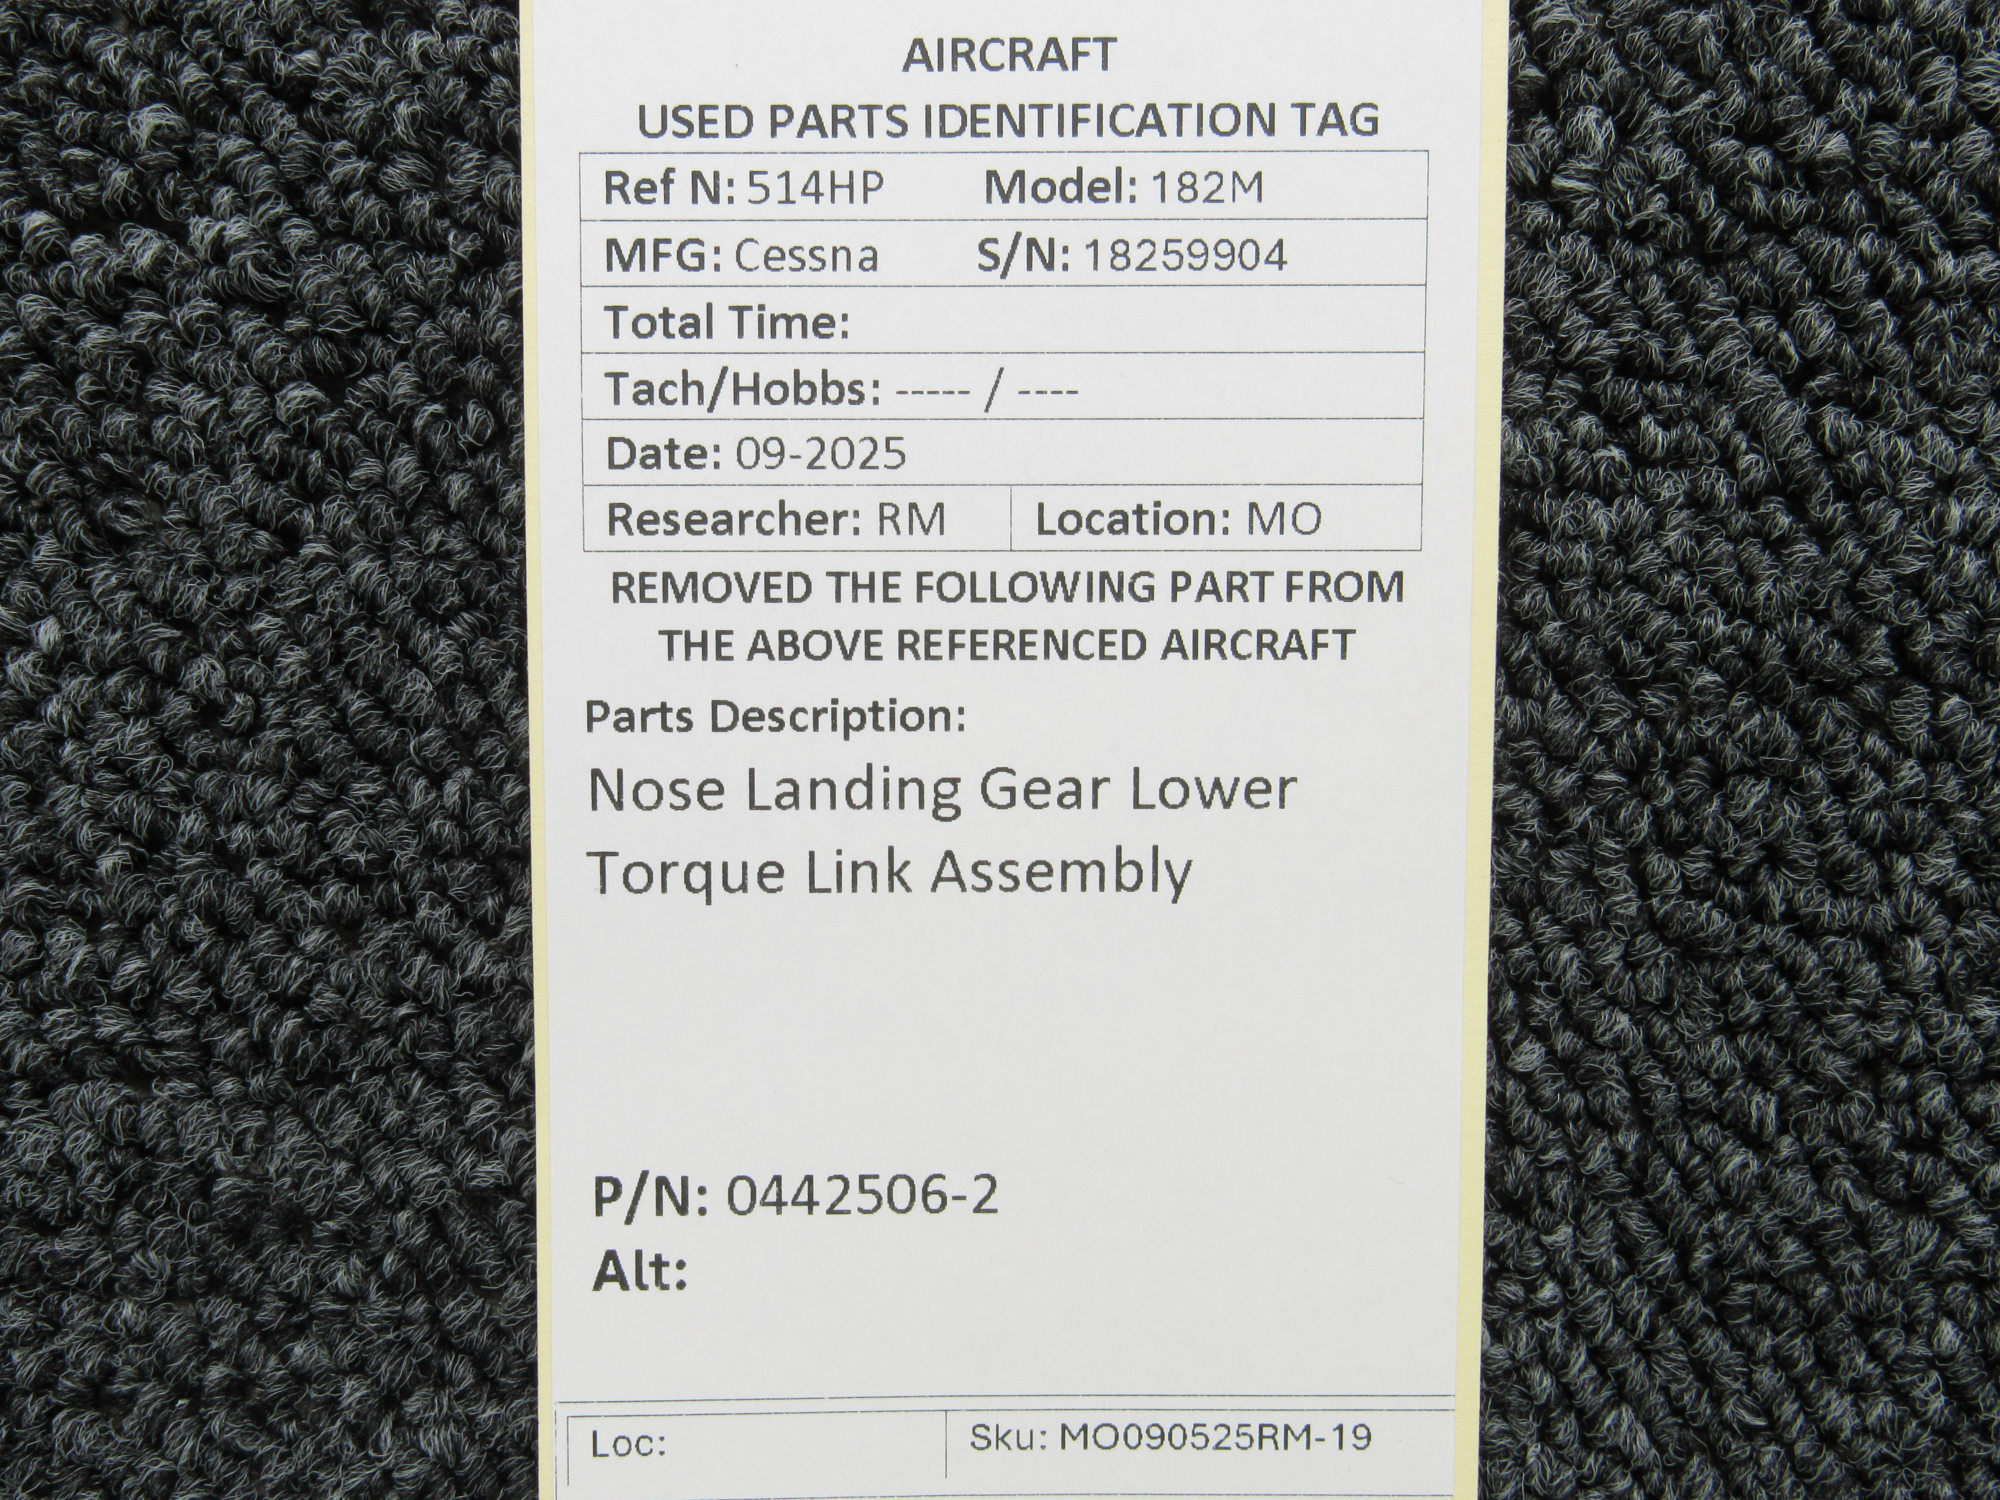 AIRCRAFT
USED PARTS IDENTIFICATION TAG
Ref N: 514HP Model: 182M
MFG: Cessna S/N: 18259904
Total Time:
Tach/Hobbs: ----- / ----
Date: 09-2025
Researcher: RM Location: MO
REMOVED THE FOLLOWING PART FROM
THE ABOVE REFERENCED AIRCRAFT
Parts Description:
Nose Landing Gear Lower
Torque Link Assembly
P/N: 0442506-2
Alt:
Loc: Sku: MO090525RM-19